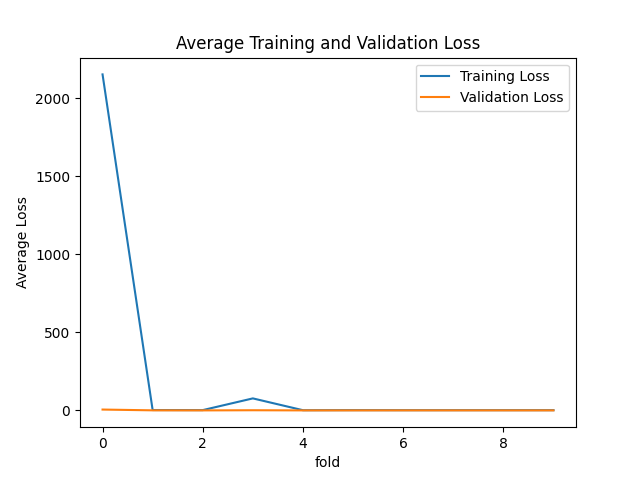 Average Training and Validation Loss
Training Loss
Validation Loss
2000
1500
1000
500
0
Average Loss
0 2 4 6 8
fold